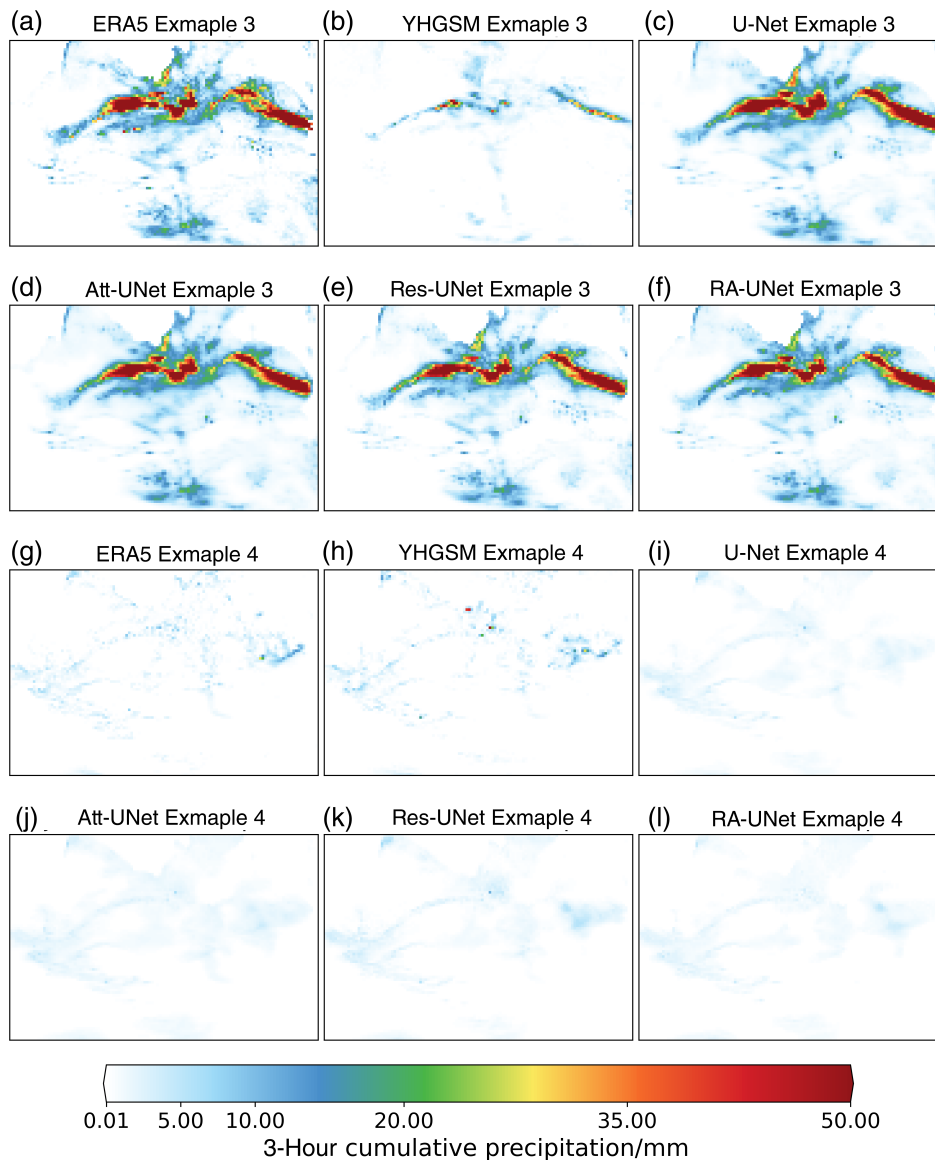 (a) ERA5 Exmaple 3
(b) YHGSM Exmaple 3
(c) U-Net Exmaple 3
(d) Att-UNet Exmaple 3
(e) Res-UNet Exmaple 3
(f) RA-UNet Exmaple 3
(g) ERA5 Exmaple 4
(h) YHGSM Exmaple 4
(i) U-Net Exmaple 4
(j) Att-UNet Exmaple 4
(k) Res-UNet Exmaple 4
(l) RA-UNet Exmaple 4
0.01 5.00 10.00 20.00 35.00 50.00
3-Hour cumulative precipitation/mm